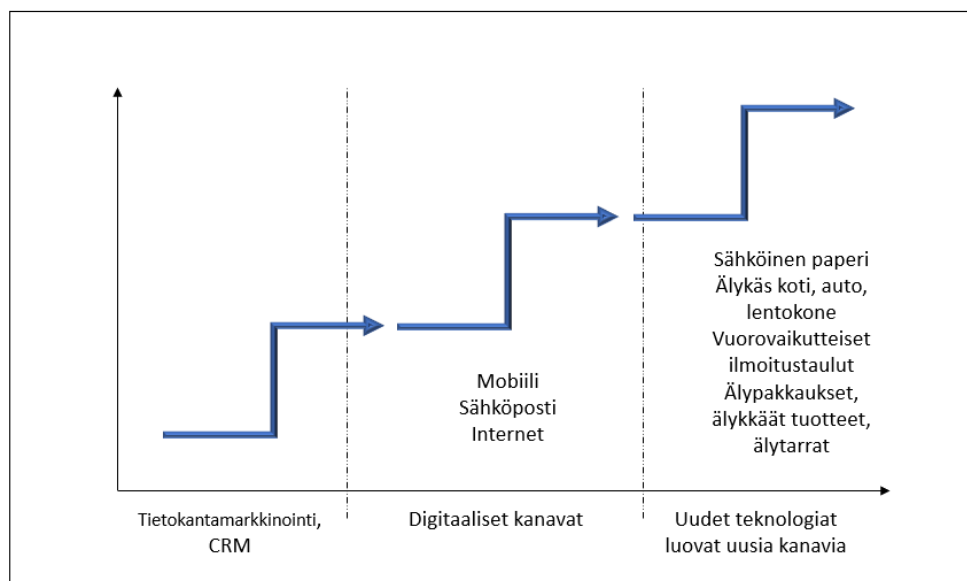 Sähköinen paperi
Älykäs koti, auto,
lentokone
Vuorovaikutteiset
ilmoitustaulut
Älypakkaukset,
älykkäät tuotteet,
älytarrat
Mobiili
Sähköposti
Internet
Tietokantamarkkinointi,
CRM
Digitaaliset kanavat
Uudet teknologiat
luovat uusia kanavia